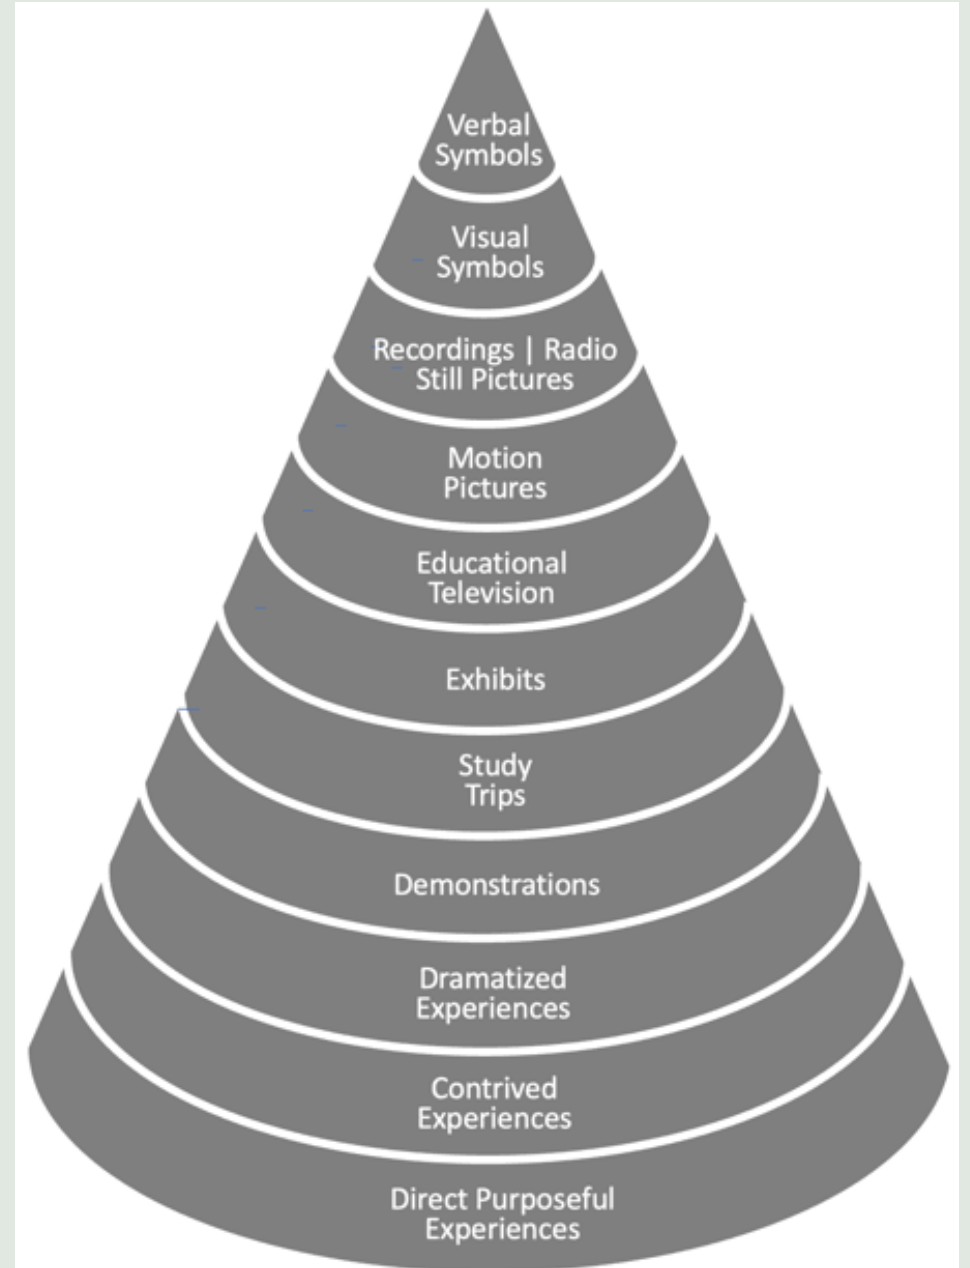 Verbal
Symbols
Visual
Symbols
Recordings | Radio
Still Pictures
Motion
Pictures
Educational
Television
Exhibits
Study
Trips
Demonstrations
Dramatized
Experiences
Contrived
Experiences
Direct Purposeful
Experiences